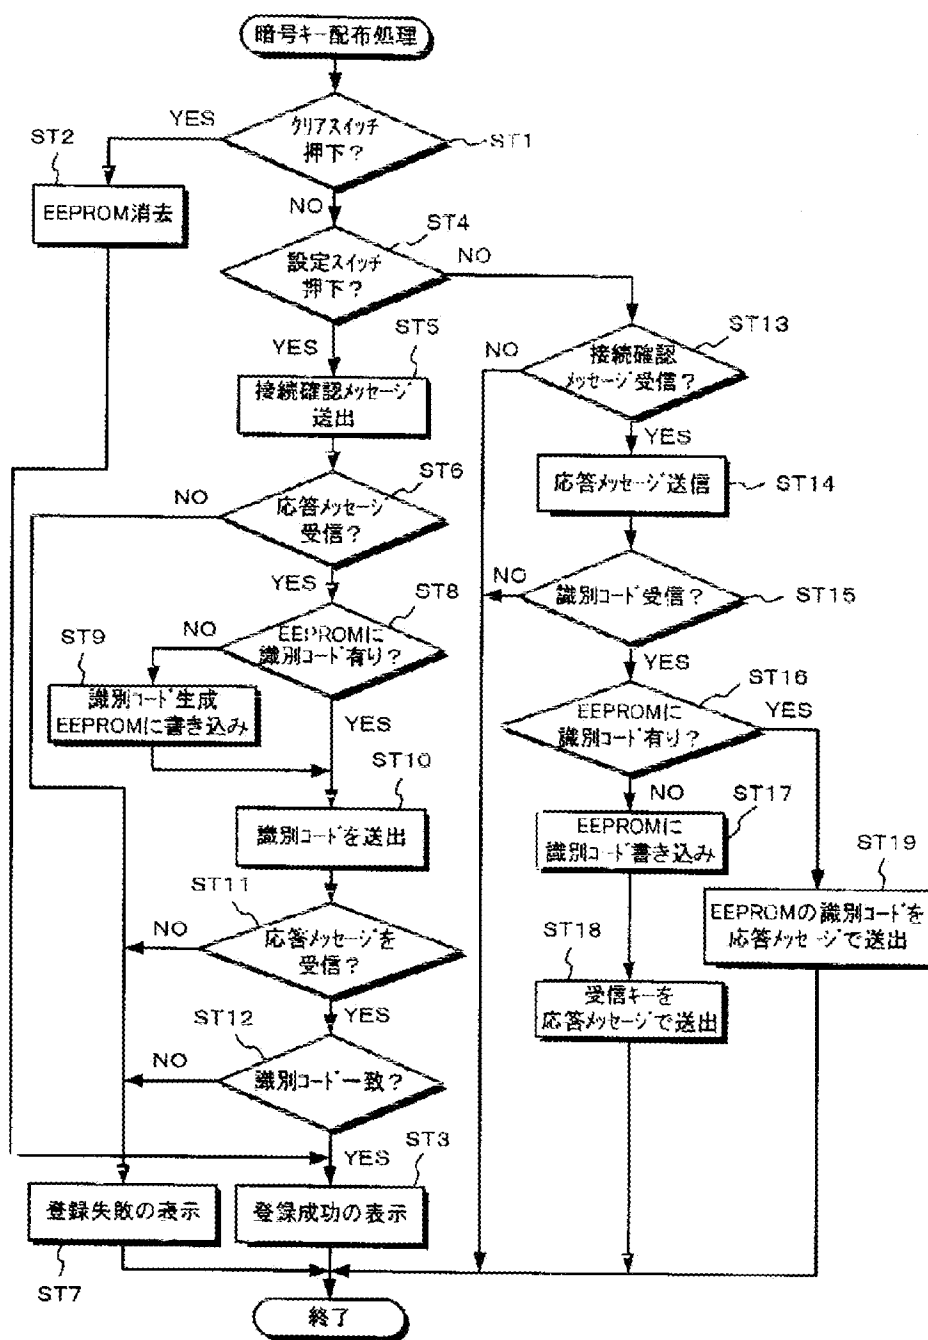 暗号キー配布処理
YES
ST2
クリアスイッチ
押下?
ST1
EEPROM消去
NO
ST4
設定スイッチ
押下?
NO
YES
ST5
ST13
NO
接続確認
メッセージ受信?
接続確認メッセージ
送出
YES
ST6
NO
応答メッセージ
受信?
応答メッセージ送信
ST14
YES
ST8
NO
識別コード受信?
ST15
ST9
NO
EEPROMに
識別コード有り?
YES
ST16
識別コード生成
EEPROMに書き込み
YES
EEPROMに
識別コード有り?
YES
ST10
NO
ST17
識別コードを送出
EEPROMに
識別コード書き込み
ST19
ST11
NO
応答メッセージを
受信?
EEPROMの識別コードを
応答メッセージで送出
ST18
YES
受信キーを
応答メッセージで送出
ST12
NO
識別コード一致?
YES
ST3
登録失敗の表示
登録成功の表示
ST7
終了